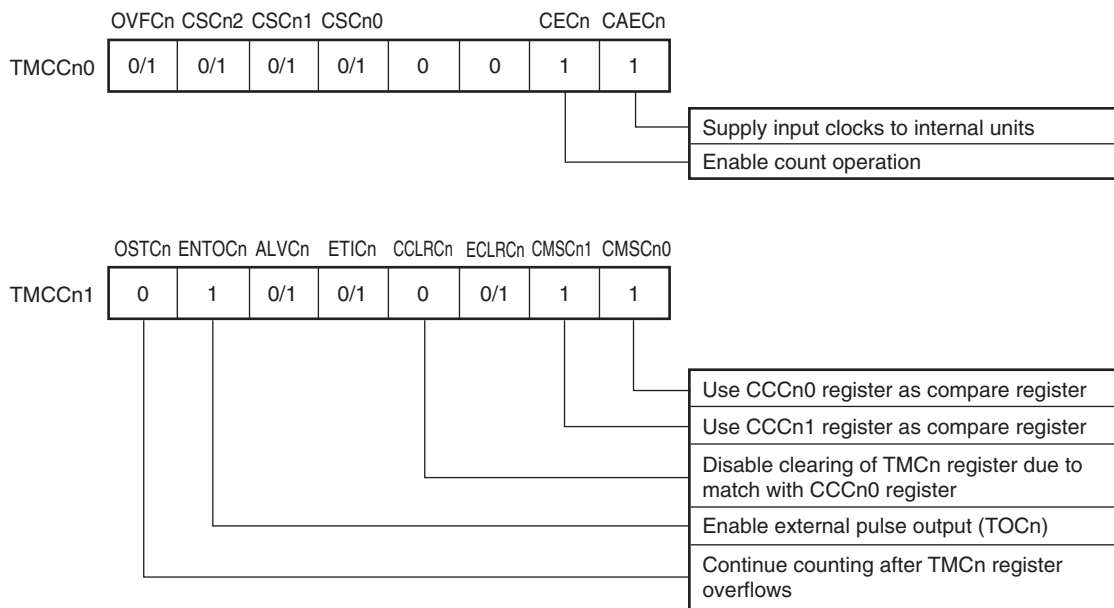 OVFCn CSCn2 CSCn1 CSCn0 CECn CAECn
TMCCn0 0/1 0/1 0/1 0/1 0 0 1 1
Supply input clocks to internal units
Enable count operation
OSTCn ENTOCn ALVCn ETICn CCLRCn ECLRCn CMSCn1 CMSCn0
TMCCn1 0 1 0/1 0/1 0 0/1 1 1
Use CCCn0 register as compare register
Use CCCn1 register as compare register
Disable clearing of TMCn register due to
match with CCCn0 register
Enable external pulse output (TOCn)
Continue counting after TMCn register
overflows